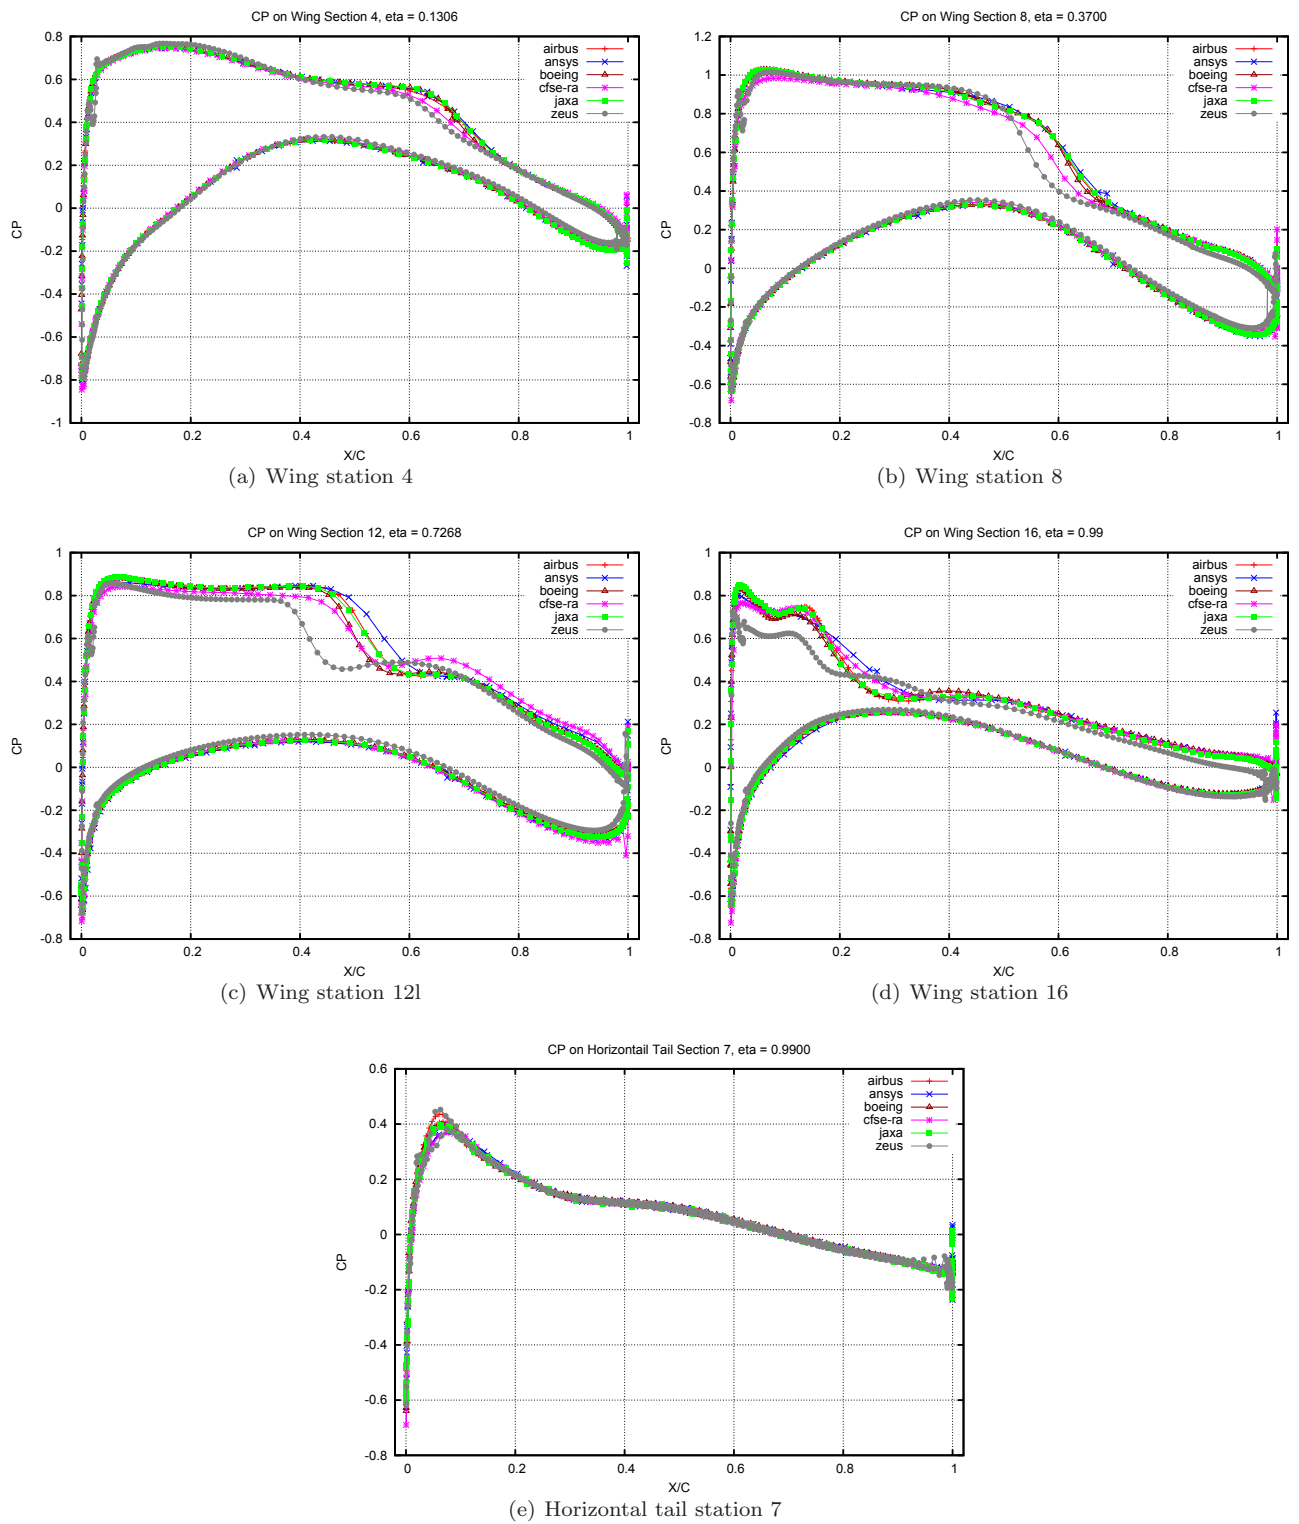 CP on Wing Section 4, eta = 0.1306
airbus
ansys
boeing
cfse-ra
jaxa
zeus
0.8
0.6
0.4
0.2
0
-0.2
-0.4
-0.6
-0.8
-1
CP
0 0.2 0.4 0.6 0.8 1
X/C
(a) Wing station 4
CP on Wing Section 8, eta = 0.3700
airbus
ansys
boeing
cfse-ra
jaxa
zeus
1.2
1
0.8
0.6
0.4
0.2
0
-0.2
-0.4
-0.6
-0.8
CP
0 0.2 0.4 0.6 0.8 1
X/C
(b) Wing station 8
CP on Wing Section 12, eta = 0.7268
airbus
ansys
boeing
cfse-ra
jaxa
zeus
1
0.8
0.6
0.4
0.2
0
-0.2
-0.4
-0.6
-0.8
CP
0 0.2 0.4 0.6 0.8 1
X/C
(c) Wing station 12l
CP on Wing Section 16, eta = 0.99
airbus
ansys
boeing
cfse-ra
jaxa
zeus
1
0.8
0.6
0.4
0.2
0
-0.2
-0.4
-0.6
-0.8
CP
0 0.2 0.4 0.6 0.8 1
X/C
(d) Wing station 16
CP on Horizontail Tail Section 7, eta = 0.9900
airbus
ansys
boeing
cfse-ra
jaxa
zeus
0.6
0.4
0.2
0
-0.2
-0.4
-0.6
-0.8
CP
0 0.2 0.4 0.6 0.8 1
X/C
(e) Horizontal tail station 7